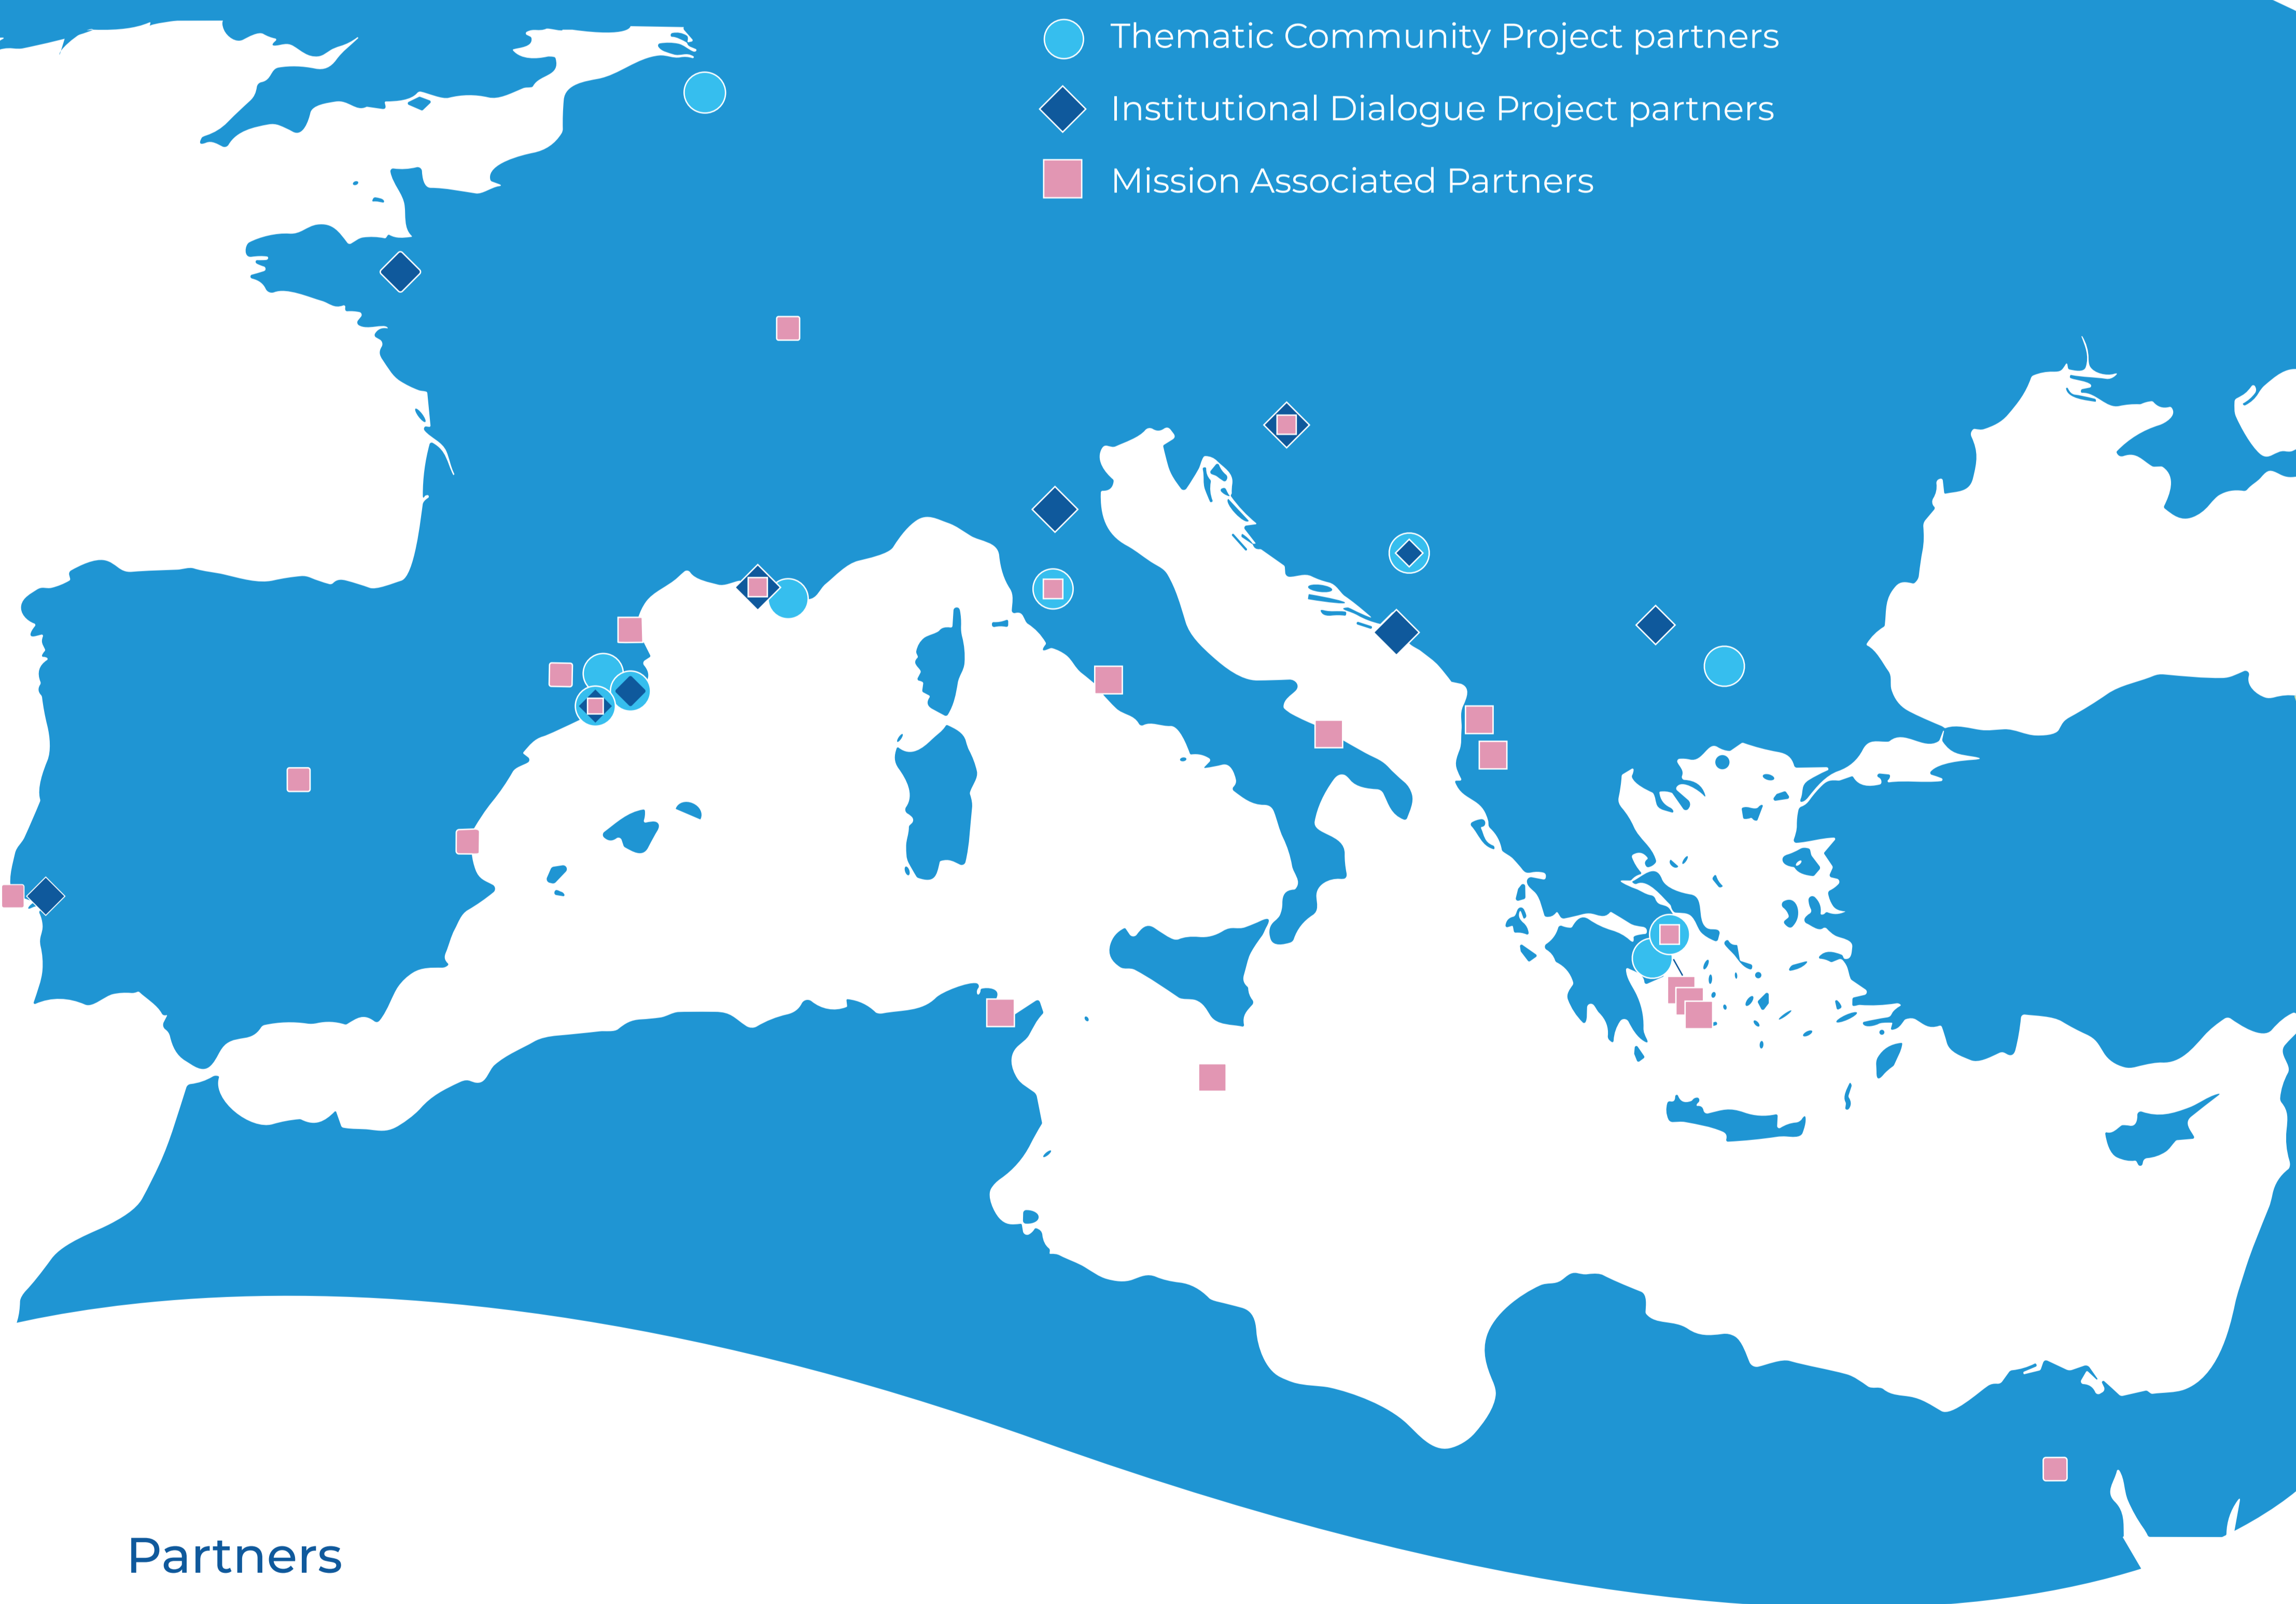 Thematic Community Project partners
Institutional Dialogue Project partners
Mission Associated Partners
Partners